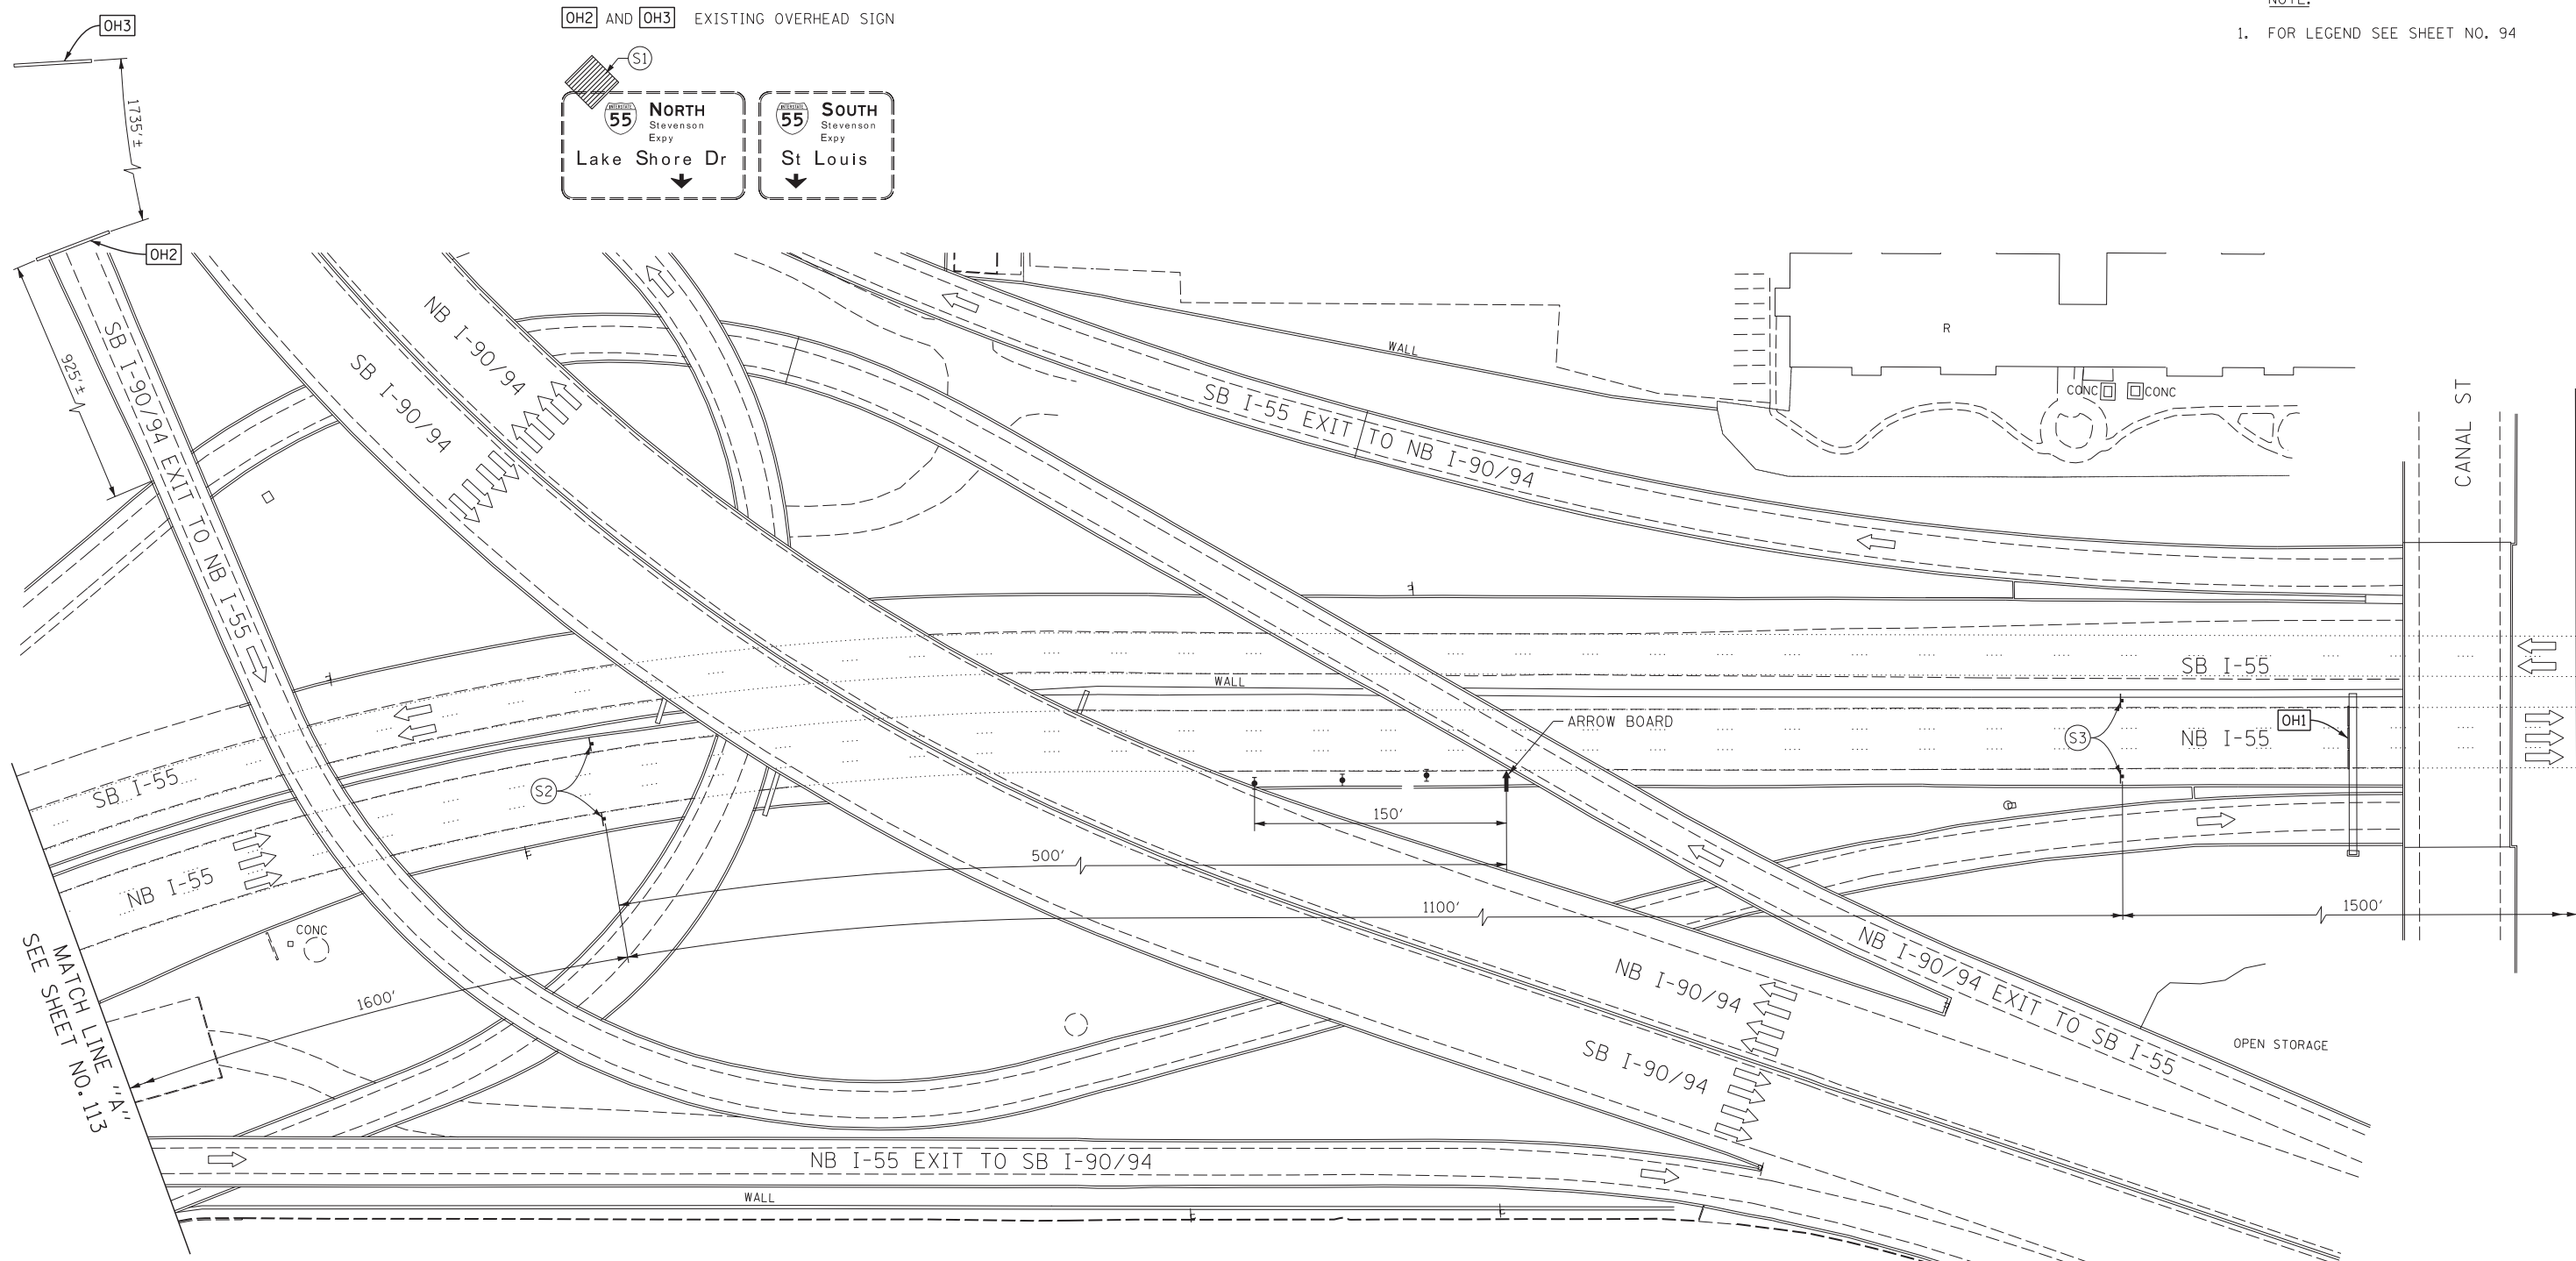 OH2 AND OH3 EXISTING OVERHEAD SIGN
NOTE:
1. FOR LEGEND SEE SHEET NO. 94
OH3
S1
1735'±
INTERSTATE
55
NORTH
Stevenson
Expy
Lake Shore Dr
INTERSTATE
55
SOUTH
Stevenson
Expy
St Louis
OH2
925'±
SB I-90/94 EXIT TO NB I-55
SB I-90/94
NB I-90/94
WALL
SB I-55 EXIT TO NB I-90/94
R
CONC
CONC
CANAL ST
WALL
SB I-55
ARROW BOARD
S3
OH1
NB I-55
SB I-55
S2
NB I-55
150'
500'
1100'
1500'
CONC
1600'
MATCH LINE "A"
SEE SHEET NO. 113
NB I-90/94
SB I-90/94
NB I-90/94 EXIT TO SB I-55
OPEN STORAGE
NB I-55 EXIT TO SB I-90/94
WALL